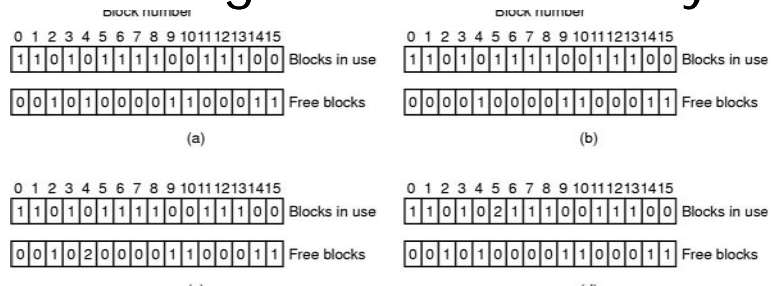 Block number
0 1 2 3 4 5 6 7 8 9 10 11 12 13 14 15
1 1 0 1 0 1 1 1 1 0 0 1 1 1 0 0 Blocks in use
0 0 1 0 1 0 0 0 0 1 1 0 0 0 1 1 Free blocks
(a)
Block number
0 1 2 3 4 5 6 7 8 9 10 11 12 13 14 15
1 1 0 1 0 1 1 1 1 0 0 1 1 1 0 0 Blocks in use
0 0 0 0 1 0 0 0 0 1 1 0 0 0 1 1 Free blocks
(b)
0 1 2 3 4 5 6 7 8 9 10 11 12 13 14 15
1 1 0 1 0 1 1 1 1 0 0 1 1 1 0 0 Blocks in use
0 0 1 0 2 0 0 0 0 1 1 0 0 0 1 1 Free blocks
0 1 2 3 4 5 6 7 8 9 10 11 12 13 14 15
1 1 0 1 0 2 1 1 1 0 0 1 1 1 0 0 Blocks in use
0 0 1 0 1 0 0 0 0 1 1 0 0 0 1 1 Free blocks